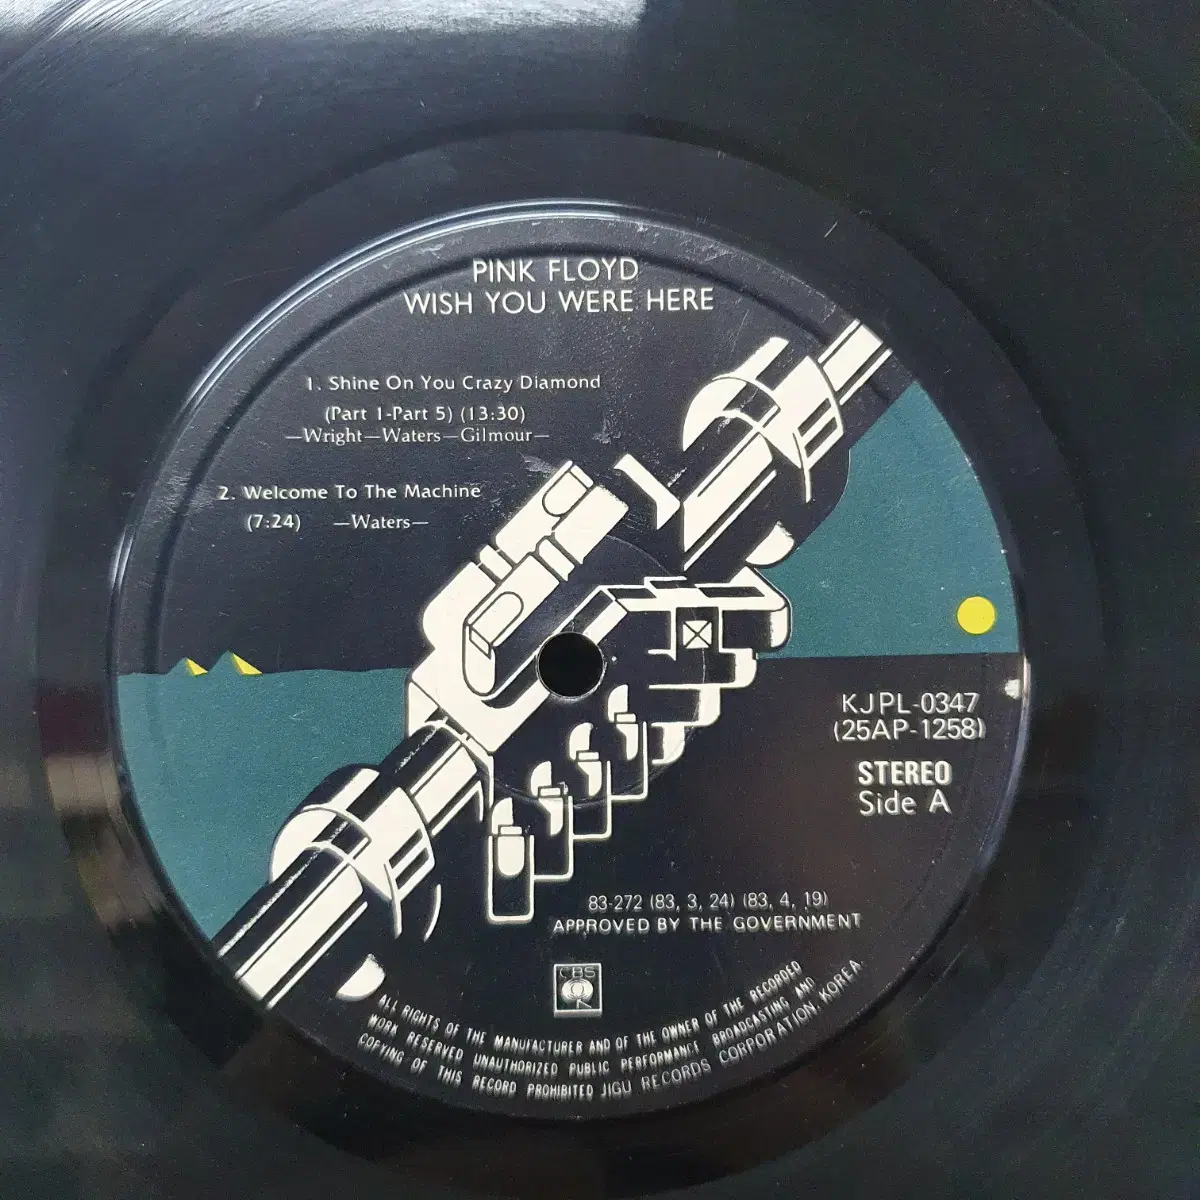 PINK FLOYD
WISH YOU WERE HERE
1. Shine On You Crazy Diamond
(Part 1-Part 5) (13:30)
—Wright—Waters—Gilmour—
2. Welcome To The Machine
(7:24) —Waters—
KJPL-0347
(25AP-1258)
STEREO
Side A
83-272 (83, 3, 24) (83, 4, 19)
APPROVED BY THE GOVERNMENT
CBS
ALL RIGHTS OF THE MANUFACTURER AND OF THE OWNER OF THE RECORDED
WORK RESERVED UNAUTHORIZED PUBLIC PERFORMANCE BROADCASTING AND
COPYING OF THIS RECORD PROHIBITED JIGU RECORDS CORPORATION, KOREA.